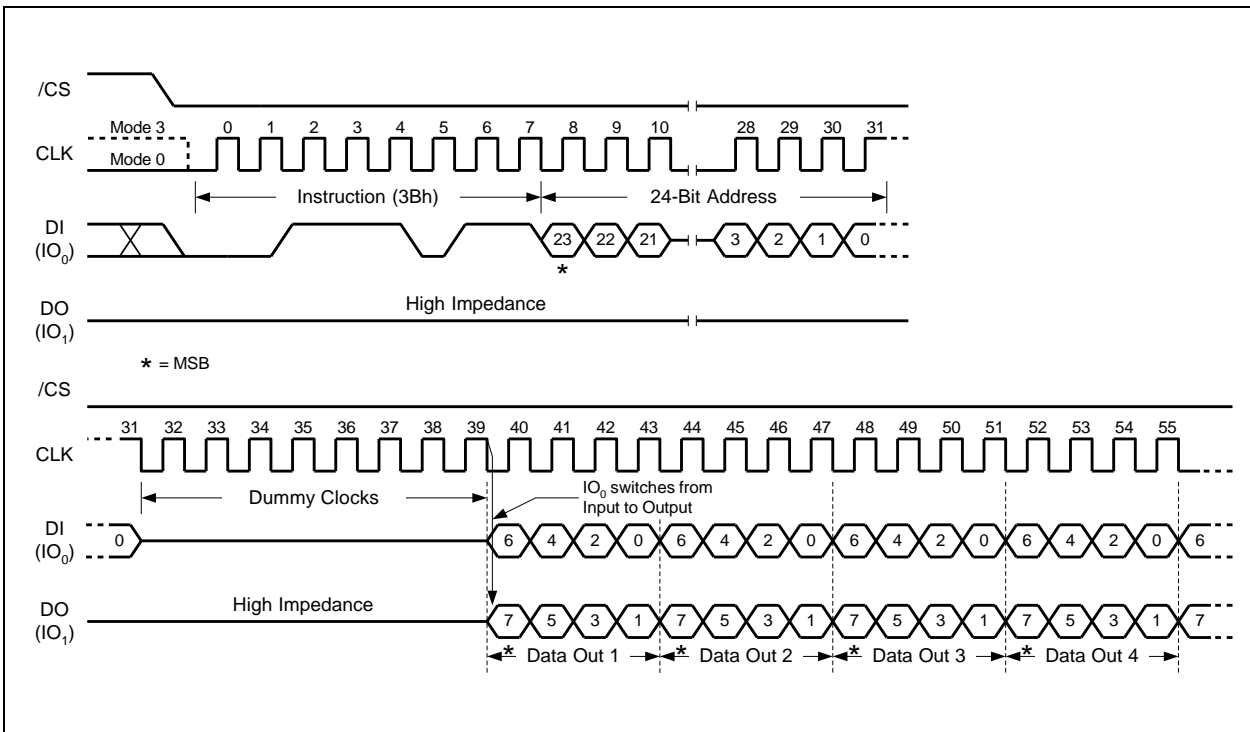 /CS
Mode 3 0 1 2 3 4 5 6 7 8 9 10 28 29 30 31
CLK
Mode 0
Instruction (3Bh) 24-Bit Address
DI
(IO0)
23 22 21 3 2 1 0
*
High Impedance
DO
(IO1)
* = MSB
/CS
31 32 33 34 35 36 37 38 39 40 41 42 43 44 45 46 47 48 49 50 51 52 53 54 55
CLK
Dummy Clocks
IO0 switches from
Input to Output
DI
(IO0)
0 6 4 2 0 6 4 2 0 6 4 2 0 6 4 2 0 6
High Impedance
DO
(IO1)
7 5 3 1 7 5 3 1 7 5 3 1 7 5 3 1 7
* Data Out 1 * Data Out 2 * Data Out 3 * Data Out 4